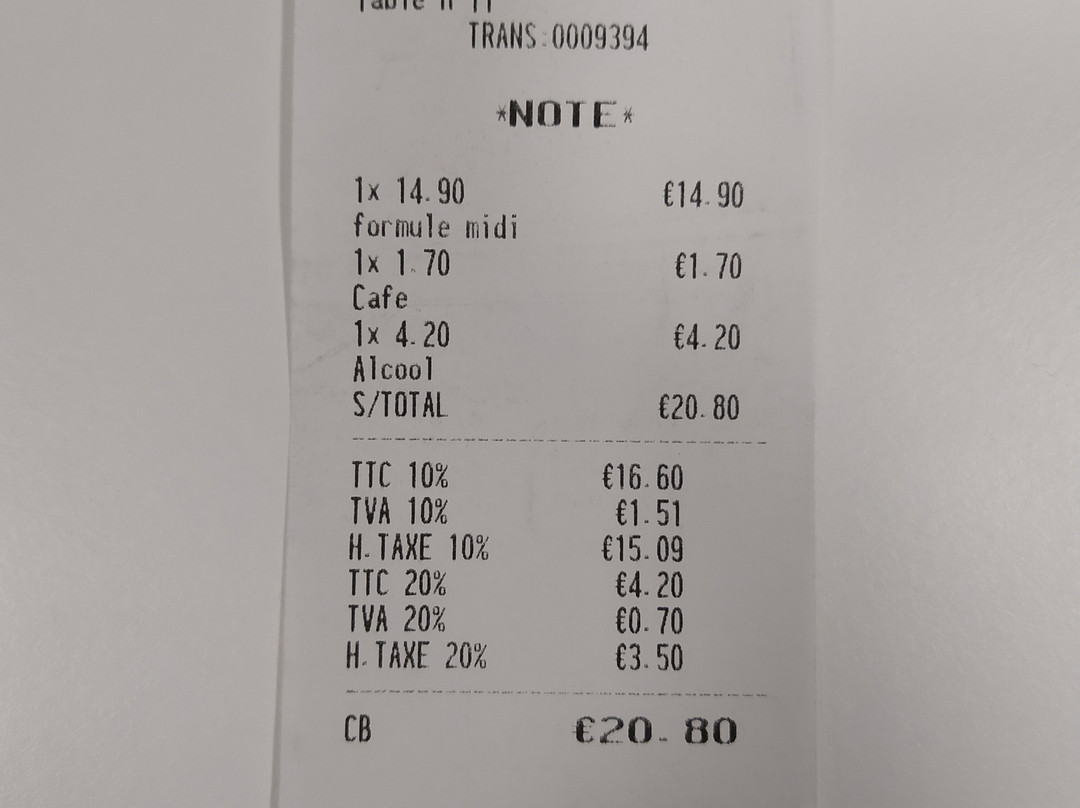 Table n 11
TRANS:0009394
*NOTE*
1x 14.90 €14.90
formule midi
1x 1.70 €1.70
Cafe
1x 4.20 €4.20
Alcool
S/TOTAL €20.80
TTC 10% €16.60
TVA 10% €1.51
H.TAXE 10% €15.09
TTC 20% €4.20
TVA 20% €0.70
H.TAXE 20% €3.50
CB €20.80